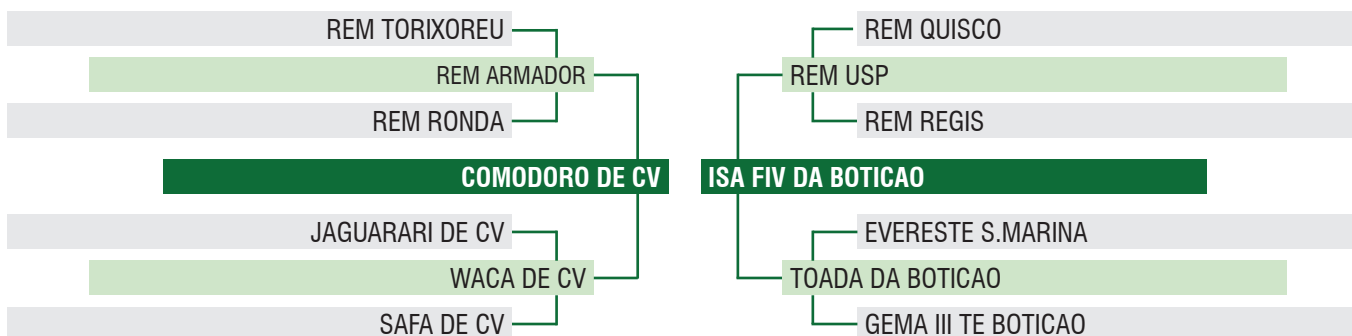 REM TORIXOREU
REM QUISCO
REM ARMADOR
REM USP
REM RONDA
REM REGIS
COMODORO DE CV
ISA FIV DA BOTICAO
JAGUARARI DE CV
EVERESTE S.MARINA
WACA DE CV
TOADA DA BOTICAO
SAFA DE CV
GEMA III TE BOTICAO